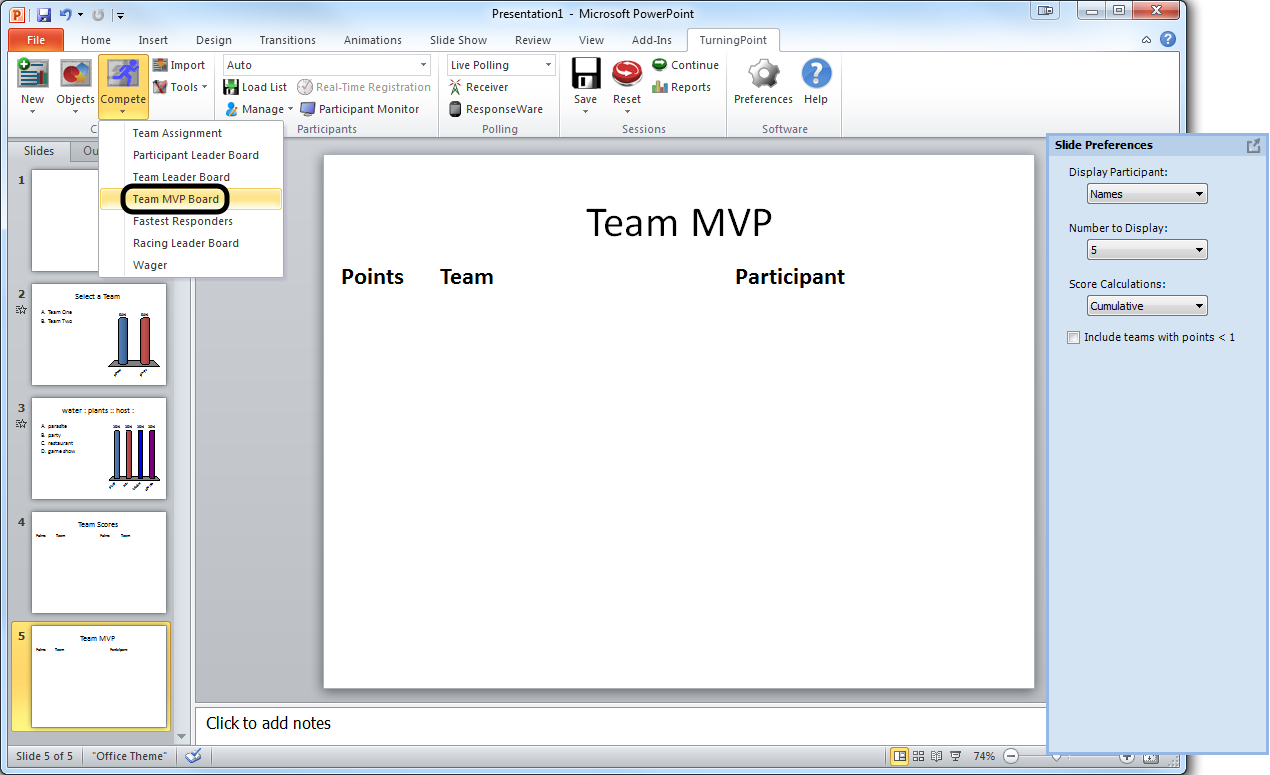 Presentation1 - Microsoft PowerPoint
File Home Insert Design Transitions Animations Slide Show Review View Add-Ins TurningPoint
New Objects Compete Import Tools
Auto
Load List Real-Time Registration
Manage Participant Monitor
Participants
Live Polling
Receiver
ResponseWare
Polling
Save Reset Continue Reports
Sessions
Preferences Help
Software
Team Assignment
Participant Leader Board
Team Leader Board
Team MVP Board
Fastest Responders
Racing Leader Board
Wager
Slides Ou
1
2
Select a Team
A. Team One
B. Team Two
3
water : plants :: host :
A. parasite
B. party
C. restaurant
D. game show
4
Team Scores
Points Team Points Team
5
Team MVP
Points Team Participant
Team MVP
Points Team Participant
Click to add notes
Slide Preferences
Display Participant:
Names
Number to Display:
5
Score Calculations:
Cumulative
Include teams with points < 1
Slide 5 of 5 "Office Theme" 74%